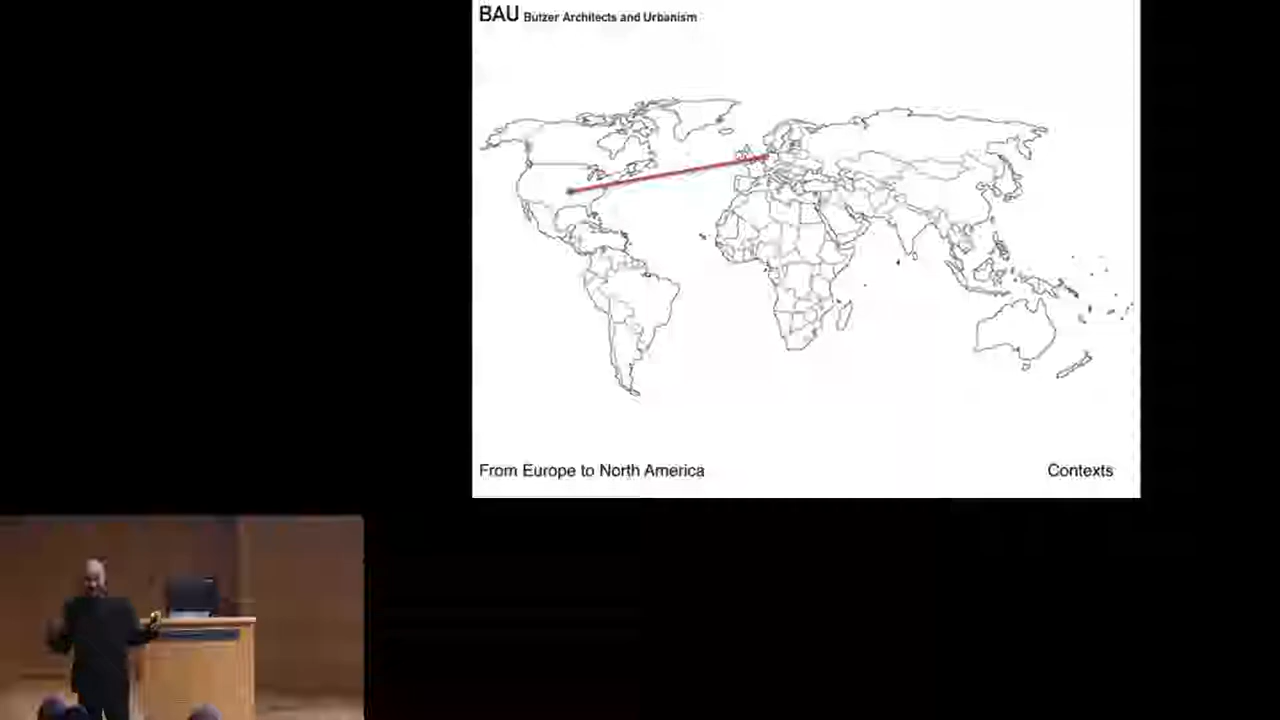 BAU Butzer Architects and Urbanism
From Europe to North America
Contexts